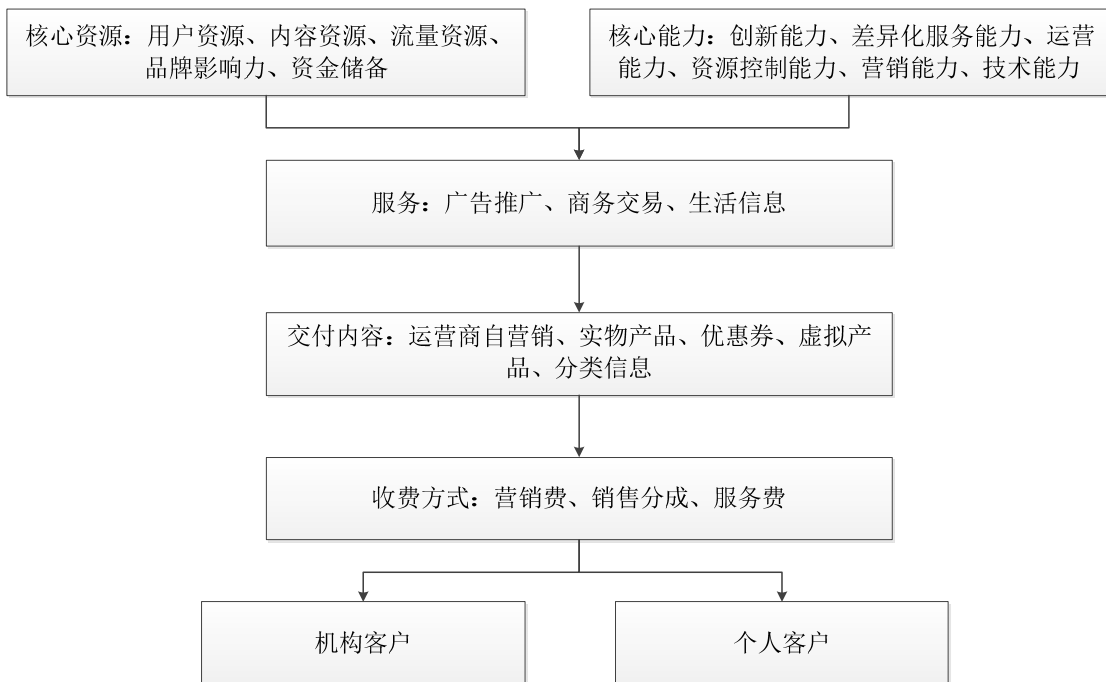 核心资源：用户资源、内容资源、流量资源、
品牌影响力、资金储备
核心能力：创新能力、差异化服务能力、运营
能力、资源控制能力、营销能力、技术能力
服务：广告推广、商务交易、生活信息
交付内容：运营商自营销、实物产品、优惠券、虚拟产
品、分类信息
收费方式：营销费、销售分成、服务费
机构客户
个人客户